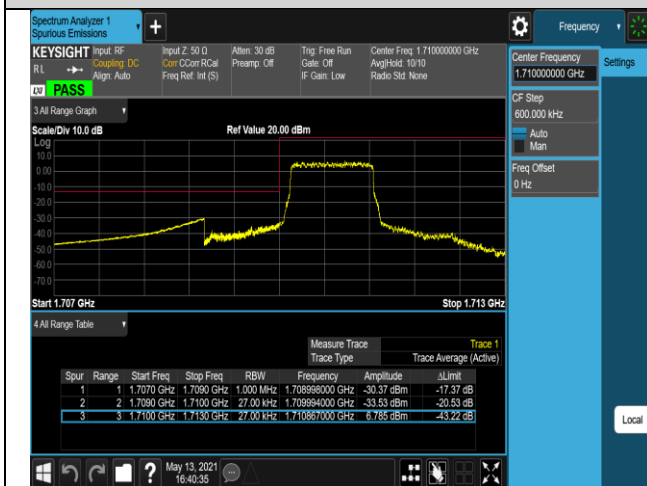 Spectrum Analyzer 1
Spurious Emissions
Frequency
KEYSIGHT
RL
Input: RF
Coupling: DC
Align: Auto
Input Z: 50 Ω
Corr CCorr RCal
Freq Ref: Int (S)
Atten: 30 dB
Preamp: Off
Trig: Free Run
Gate: Off
IF Gain: Low
Center Freq: 1.710000000 GHz
Avg|Hold: 10/10
Radio Std: None
LXI PASS
Center Frequency
1.710000000 GHz
Settings
CF Step
600.000 kHz
Auto
Man
Freq Offset
0 Hz
3 All Range Graph
Scale/Div 10.0 dB
Ref Value 20.00 dBm
Log
10.0
0.00
-10.0
-20.0
-30.0
-40.0
-50.0
-60.0
-70.0
Start 1.707 GHz
Stop 1.713 GHz
4 All Range Table
Measure Trace Trace 1
Trace Type Trace Average (Active)
Spur Range Start Freq Stop Freq RBW Frequency Amplitude ΔLimit
1 1 1.7070 GHz 1.7090 GHz 1.000 MHz 1.708998000 GHz -30.37 dBm -17.37 dB
2 2 1.7090 GHz 1.7100 GHz 27.00 kHz 1.709994000 GHz -33.53 dBm -20.53 dB
3 3 1.7100 GHz 1.7130 GHz 27.00 kHz 1.710867000 GHz 6.785 dBm -43.22 dB
Local
?
May 13, 2021
16:40:35